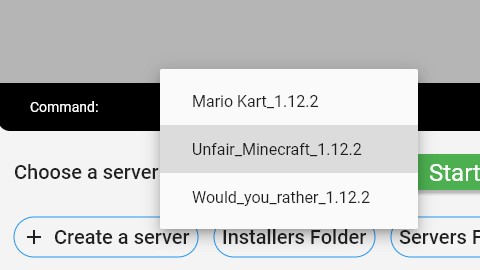 Mario Kart_1.12.2
Command:
Unfair_Minecraft_1.12.2
Choose a server
Start
Would_you_rather_1.12.2
+ Create a server
Installers Folder
Servers F